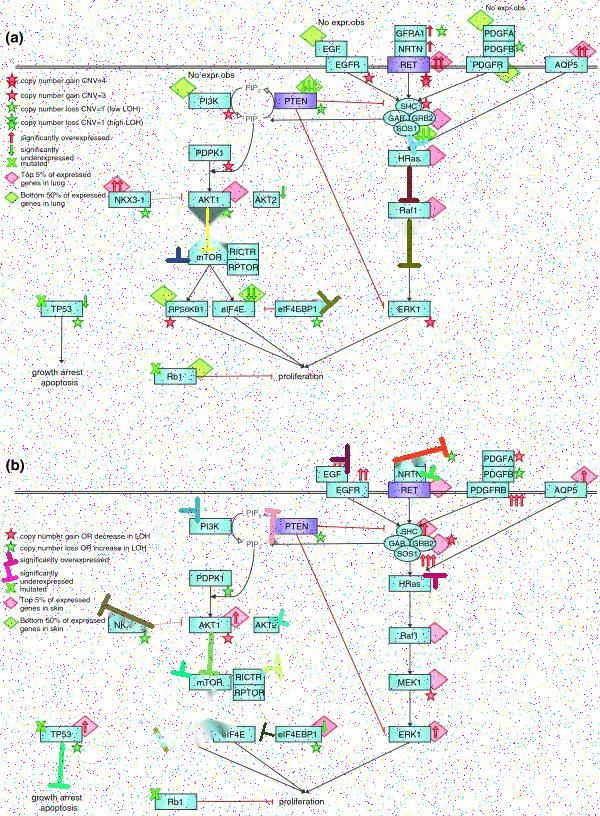 (a)
No expr.obs
No expr.obs
EGF
GFRA1
NRTN
PDGFA
PDGFB
EGFR
RET
PDGFR
AQP5
copy number gain CNV=4
copy number gain CNV=3
copy number loss CNV=1 (low LOH)
copy number loss CNV=1 (high LOH)
significantly overexpressed
significantly
underexpressed
mutated
Top 5% of expressed
genes in lung
Bottom 50% of expressed
genes in lung
No expr.obs
PI3K
PIP
PIP
PTEN
SHC
GAB
GRB2
SOS1
PDPK1
HRas
NKX3-1
AKT1
AKT2
Raf1
mTOR
RICTR
RPTOR
TP53
RPS6KB1
eIF4E
eIF4EBP1
ERK1
growth arrest
apoptosis
Rb1
proliferation
(b)
EGF
NRTN
PDGFA
PDGFB
EGFR
RET
PDGFRB
AQP5
copy number gain OR decrease in LOH
copy number loss OR increase in LOH
significantly overexpressed
significantly
underexpressed
mutated
Top 5% of expressed
genes in skin
Bottom 50% of expressed
genes in skin
PI3K
PIP
PIP
PTEN
SHC
GAB
GRB2
SOS1
PDPK1
HRas
AKT1
AKT2
Raf1
mTOR
RICTR
RPTOR
MEK1
TP53
eIF4E
eIF4EBP1
ERK1
growth arrest
apoptosis
Rb1
proliferation